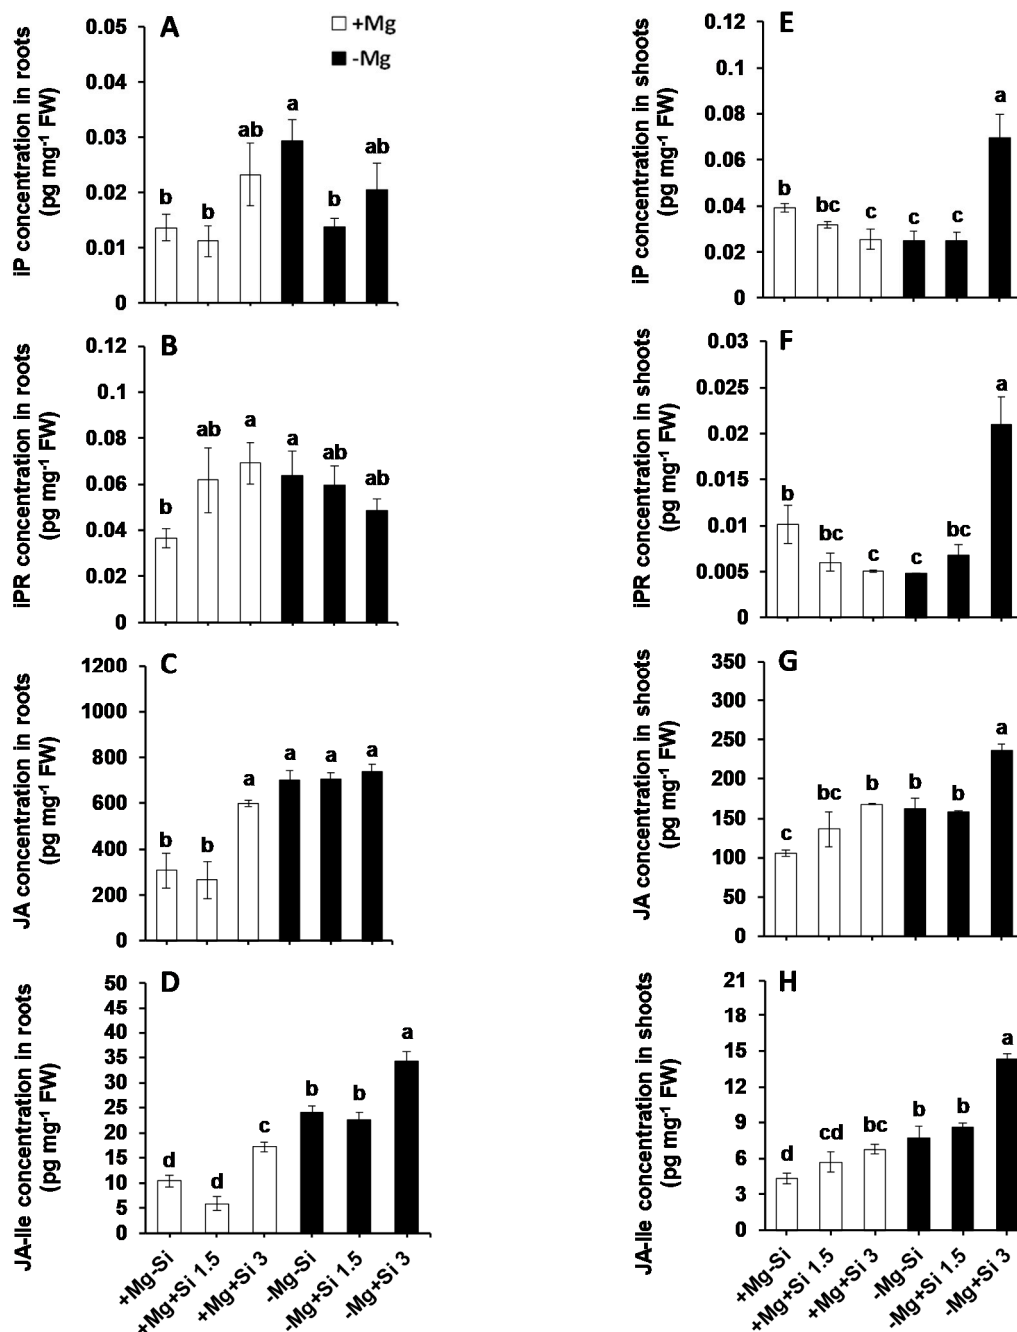 A
+Mg
-Mg
iP concentration in roots
(pg mg-1 FW)
0.05
0.04
0.03
0.02
0.01
0
b
b
ab
a
b
ab
E
iP concentration in shoots
(pg mg-1 FW)
0.12
0.1
0.08
0.06
0.04
0.02
0
b
bc
c
c
c
a
B
iPR concentration in roots
(pg mg-1 FW)
0.12
0.1
0.08
0.06
0.04
0.02
0
b
ab
a
a
ab
ab
F
iPR concentration in shoots
(pg mg-1 FW)
0.03
0.025
0.02
0.015
0.01
0.005
0
b
bc
c
c
bc
a
C
JA concentration in roots
(pg mg-1 FW)
1200
1000
800
600
400
200
0
b
b
a
a
a
a
G
JA concentration in shoots
(pg mg-1 FW)
350
300
250
200
150
100
50
0
c
bc
b
b
b
a
D
JA-Ile concentration in roots
(pg mg-1 FW)
50
45
40
35
30
25
20
15
10
5
0
d
d
c
b
b
a
+Mg-Si
+Mg+Si 1.5
+Mg+Si 3
-Mg-Si
-Mg+Si 1.5
-Mg+Si 3
H
JA-Ile concentration in shoots
(pg mg-1 FW)
21
18
15
12
9
6
3
0
d
cd
bc
b
b
a
+Mg-Si
+Mg+Si 1.5
+Mg+Si 3
-Mg-Si
-Mg+Si 1.5
-Mg+Si 3